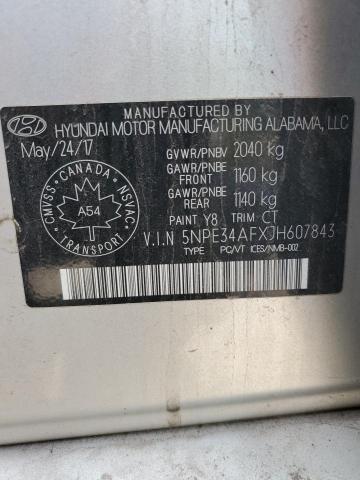 MANUFACTURED BY
HYUNDAI MOTOR MANUFACTURING ALABAMA, LLC
May/24/17
GVWR/PNBV 2040 kg
GAWR/PNBE
FRONT 1160 kg
GAWR/PNBE
REAR 1140 kg
PAINT Y8 TRIM CT
V.I.N 5NPE34AFXJH607843
TYPE PC/VT ICES/NMB-002
CANADA
CMVSS
NSVAC
A54
TRANSPORT